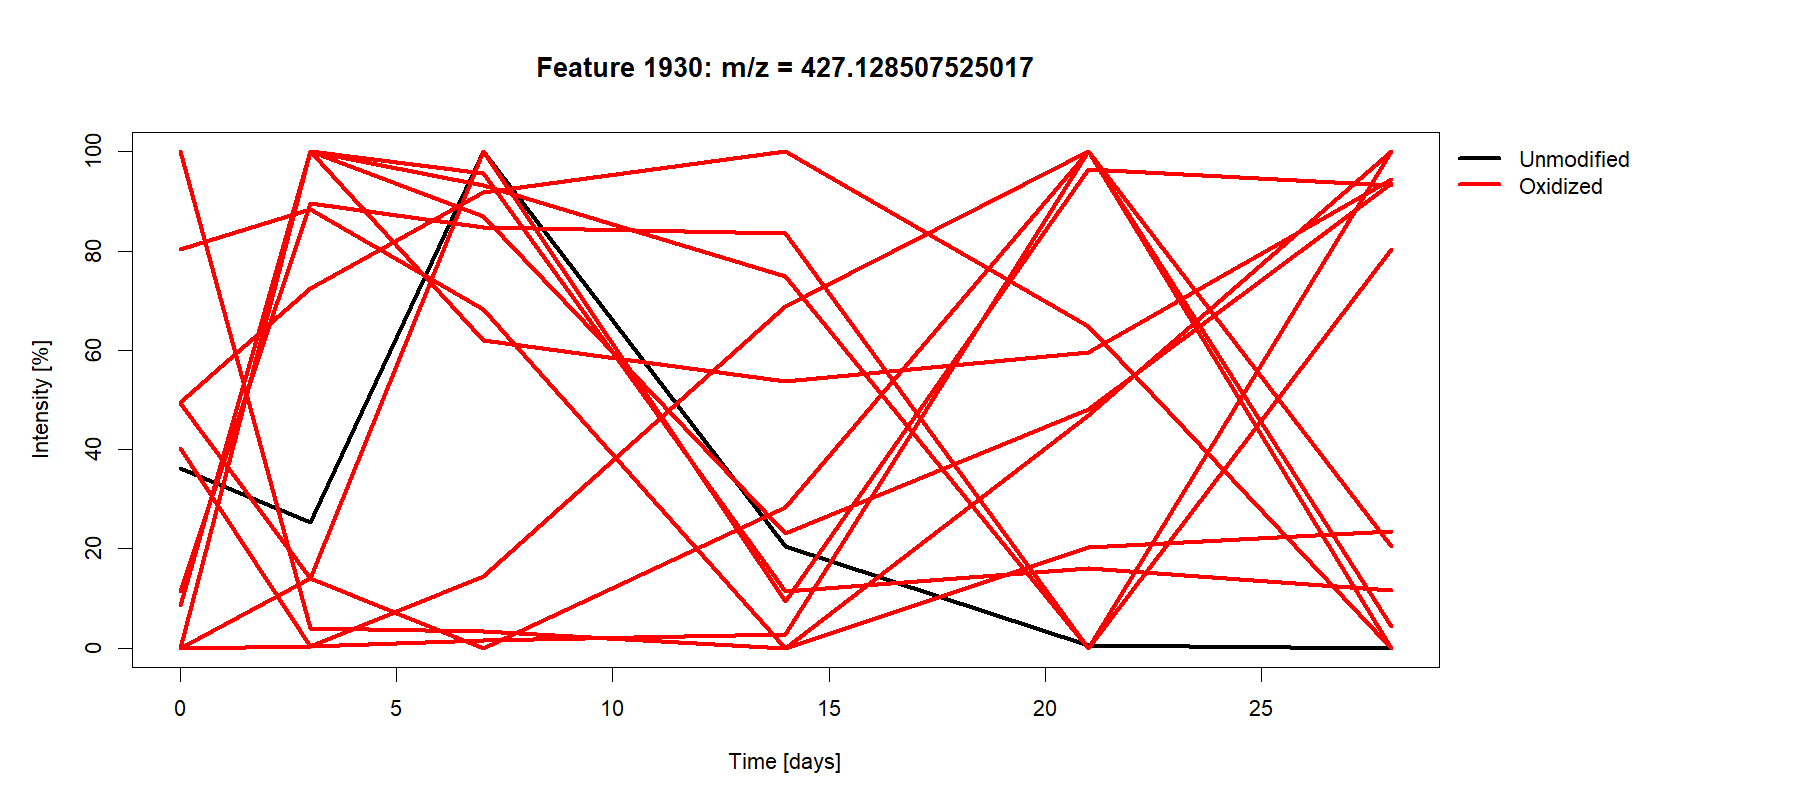 Feature 1930: m/z = 427.128507525017
Unmodified
Oxidized
Intensity [%]
100
80
60
40
20
0
0 5 10 15 20 25
Time [days]